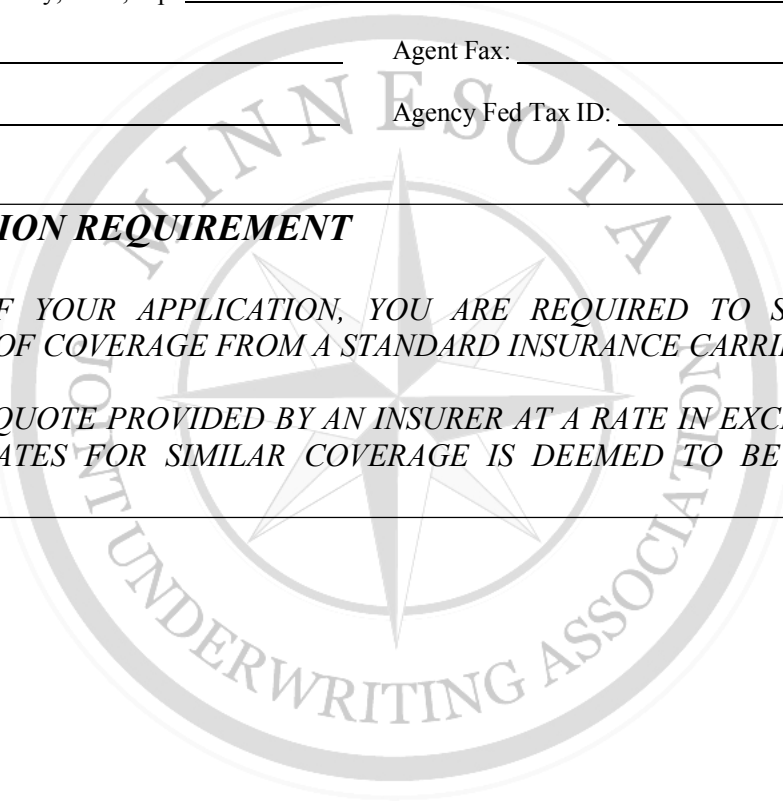 Agent Fax:
Agency Fed Tax ID:
ION REQUIREMENT
F YOUR APPLICATION, YOU ARE REQUIRED TO S
OF COVERAGE FROM A STANDARD INSURANCE CARRI
QUOTE PROVIDED BY AN INSURER AT A RATE IN EXC
ATES FOR SIMILAR COVERAGE IS DEEMED TO BE
MINNESOTA
JOINT UNDERWRITING ASSOCIATION